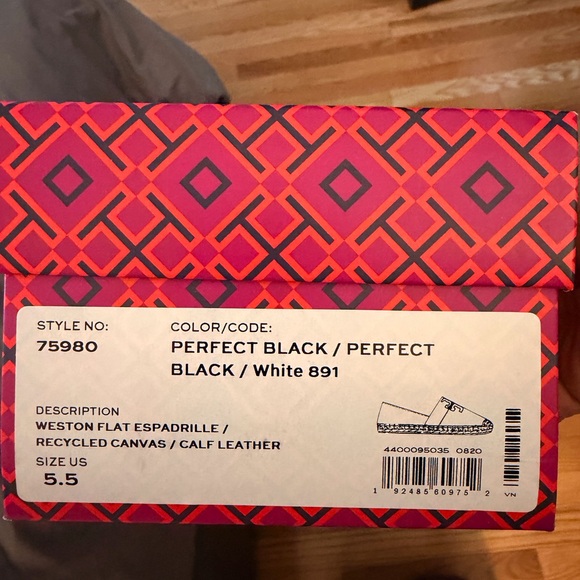 STYLE NO:
75980
COLOR/CODE:
PERFECT BLACK / PERFECT
BLACK / White 891
DESCRIPTION
WESTON FLAT ESPADRILLE /
RECYCLED CANVAS / CALF LEATHER
SIZE US
5.5
4400095035 0820
1 92485 60975 2
VN